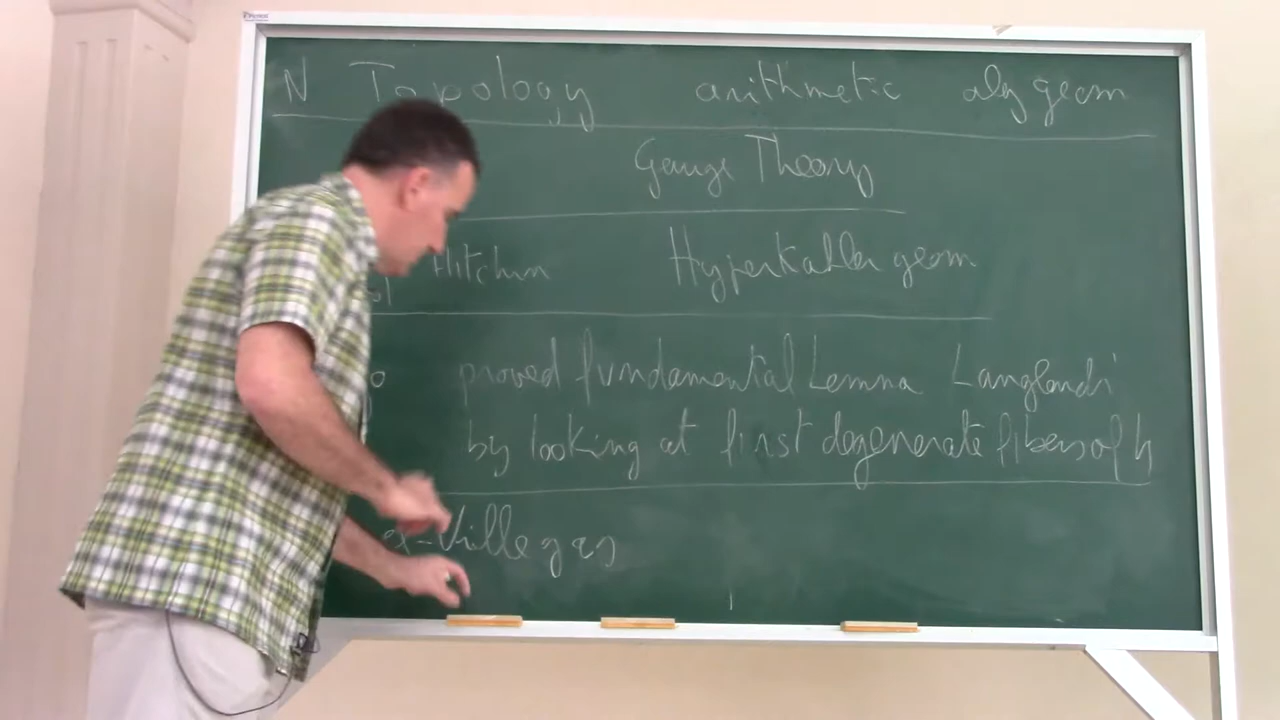 N Topology arithmetic alg geom
Gauge Theory
Hitchin Hyperkahler geom
proved fundamental Lemma Langlands
by looking at first degenerate fibers of h
-Villegas